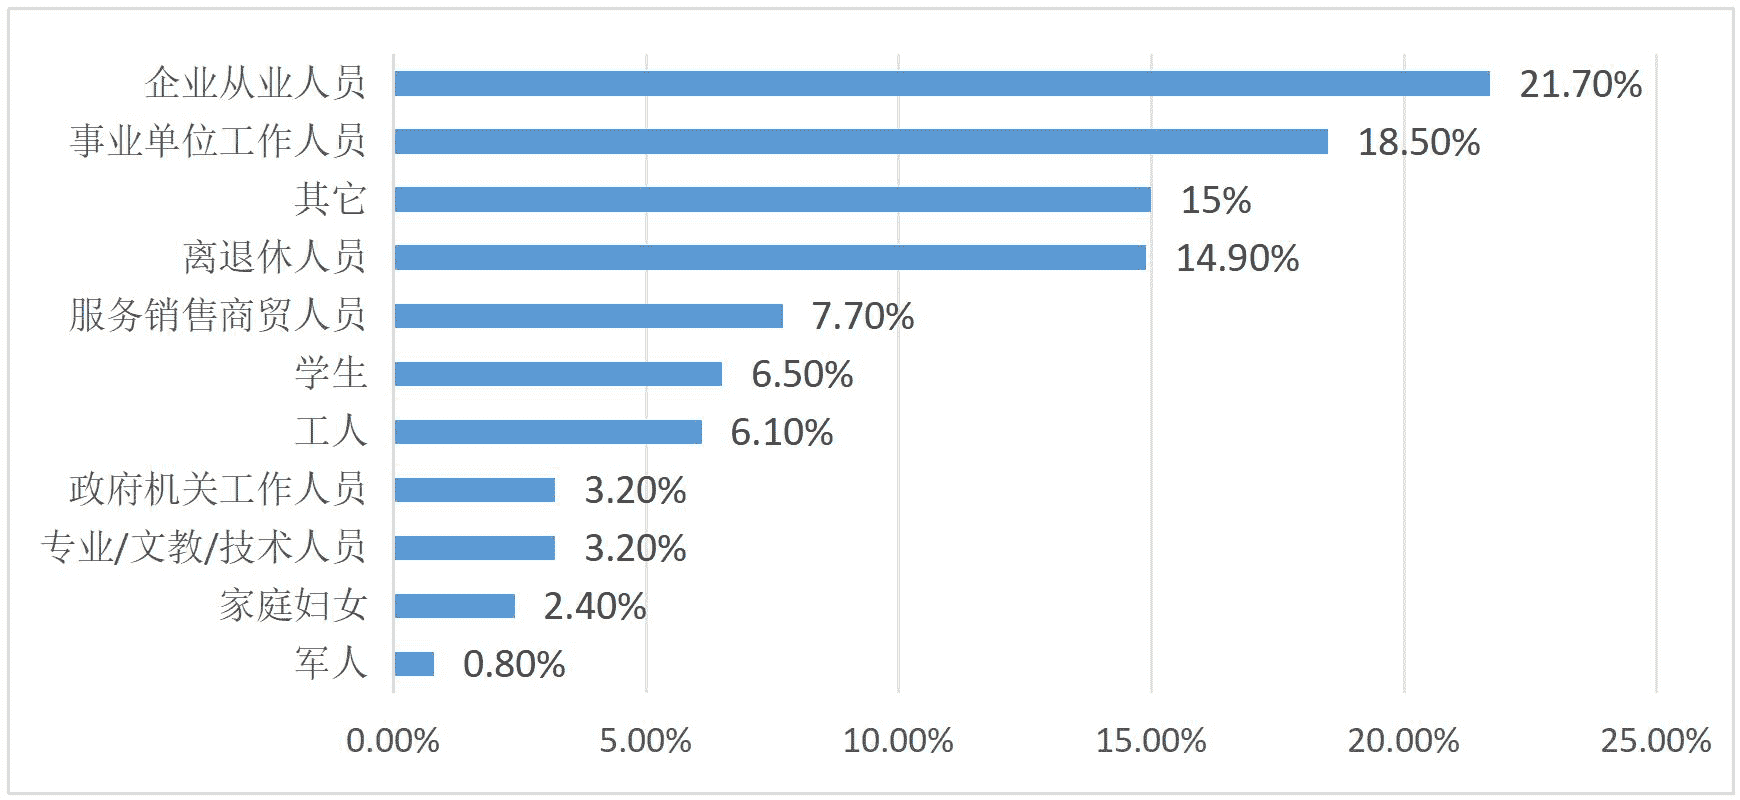 企业从业人员 21.70%
事业单位工作人员 18.50%
其它 15%
离退休人员 14.90%
服务销售商贸人员 7.70%
学生 6.50%
工人 6.10%
政府机关工作人员 3.20%
专业/文教/技术人员 3.20%
家庭妇女 2.40%
军人 0.80%
0.00% 5.00% 10.00% 15.00% 20.00% 25.00%